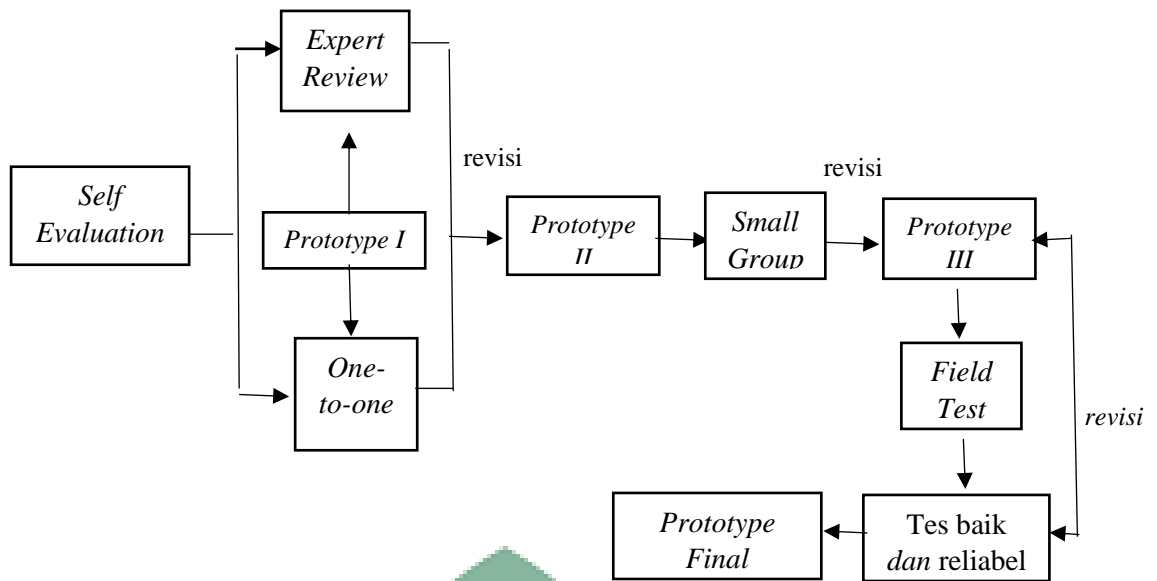 Expert
Review
revisi
revisi
Self
Evaluation
Prototype I
Prototype
II
Small
Group
Prototype
III
One-
to-one
Field
Test
revisi
Prototype
Final
Tes baik
dan reliabel